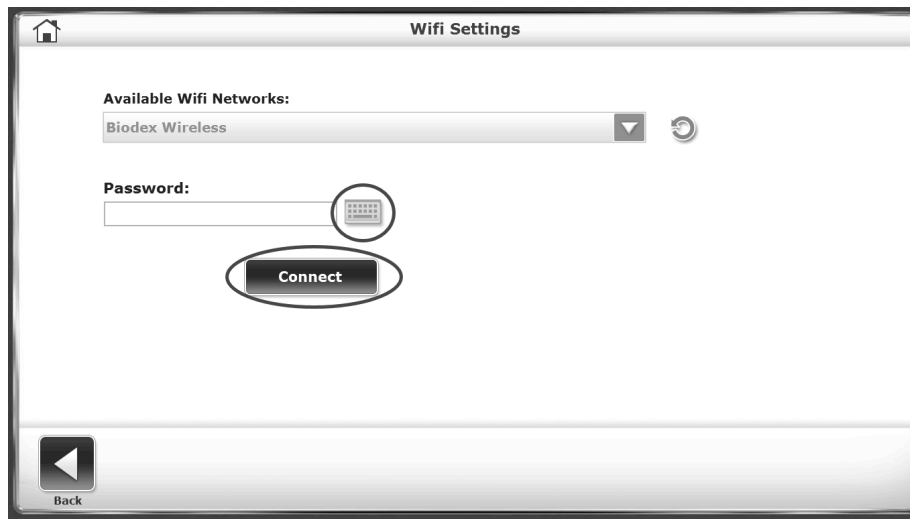 Wifi Settings
Available Wifi Networks:
Biodex Wireless
Password:
Connect
Back